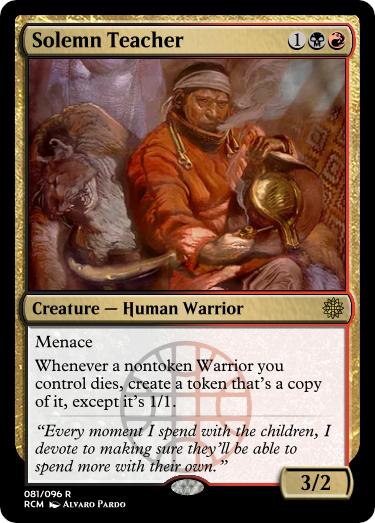 Solemn Teacher 1
Creature — Human Warrior
Menace
Whenever a nontoken Warrior you
control dies, create a token that's a copy
of it, except it's 1/1.
“Every moment I spend with the children, I
devote to making sure they'll be able to
spend more with their own.”
3/2
081/096 R
RCM Alvaro Pardo